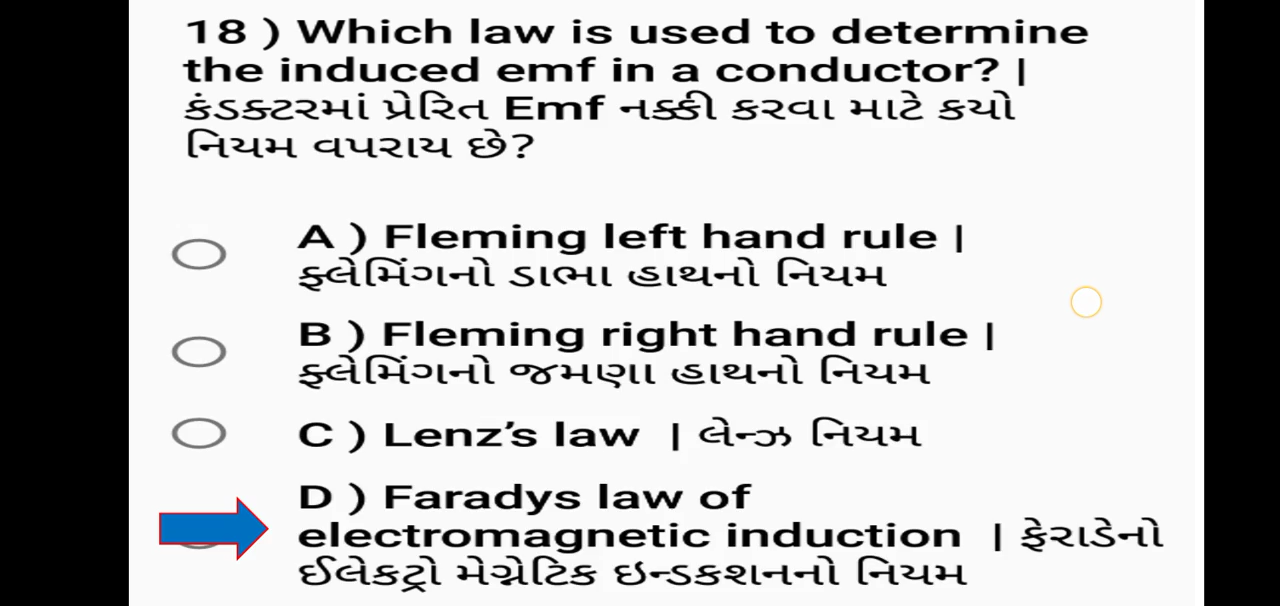 18 ) Which law is used to determine
the induced emf in a conductor? |
કંડક્ટરમાં પ્રેરિત Emf નક્કી કરવા માટે કયો
નિયમ વપરાય છે?
A ) Fleming left hand rule |
ફ્લેમિંગનો ડાભા હાથનો નિયમ
B ) Fleming right hand rule |
ફ્લેમિંગનો જમણા હાથનો નિયમ
C ) Lenz’s law | લેન્ઝ નિયમ
D ) Faradys law of
electromagnetic induction | ફેરાડેનો
ઈલેકટ્રો મેગ્નેટિક ઇન્ડકશનનો નિયમ